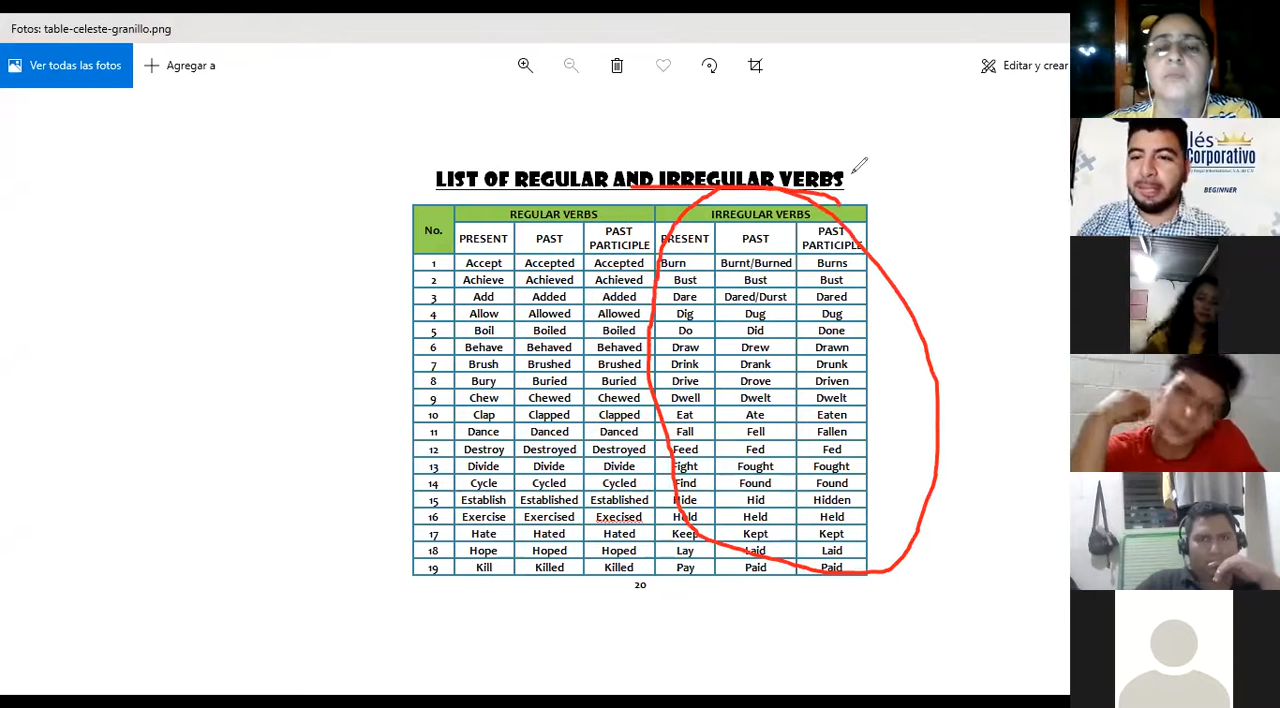 Fotos: table-celeste-granillo.png
Ver todas las fotos
Agregar a
Editar y crear
LIST OF REGULAR AND IRREGULAR VERBS
No. REGULAR VERBS IRREGULAR VERBS
PRESENT PAST PAST PARTICIPLE PRESENT PAST PAST PARTICIPLE
1 Accept Accepted Accepted Burn Burnt/Burned Burns
2 Achieve Achieved Achieved Bust Bust Bust
3 Add Added Added Dare Dared/Durst Dared
4 Allow Allowed Allowed Dig Dug Dug
5 Boil Boiled Boiled Do Did Done
6 Behave Behaved Behaved Draw Drew Drawn
7 Brush Brushed Brushed Drink Drank Drunk
8 Bury Buried Buried Drive Drove Driven
9 Chew Chewed Chewed Dwell Dwelt Dwelt
10 Clap Clapped Clapped Eat Ate Eaten
11 Dance Danced Danced Fall Fell Fallen
12 Destroy Destroyed Destroyed Feed Fed Fed
13 Divide Divide Divide Fight Fought Fought
14 Cycle Cycled Cycled Find Found Found
15 Establish Established Established Hide Hid Hidden
16 Exercise Exercised Execised Hold Held Held
17 Hate Hated Hated Keep Kept Kept
18 Hope Hoped Hoped Lay Laid Laid
19 Kill Killed Killed Pay Paid Paid
20
lés
Corporativo
BEGINNER